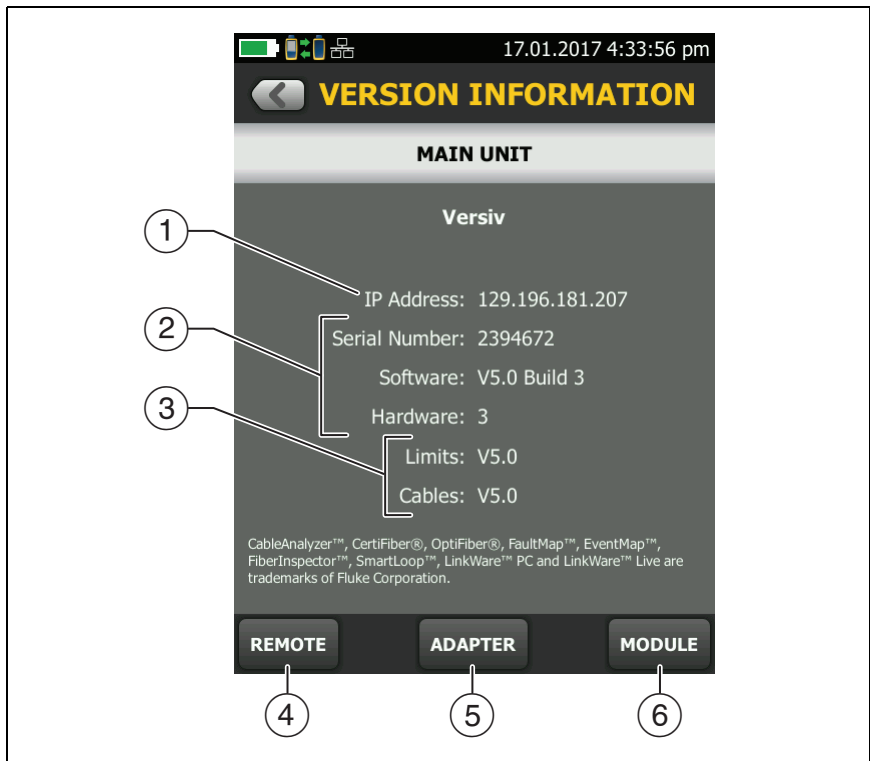 17.01.2017 4:33:56 pm
VERSION INFORMATION
MAIN UNIT
Versiv
1
IP Address: 129.196.181.207
2
Serial Number: 2394672
Software: V5.0 Build 3
3
Hardware: 3
Limits: V5.0
Cables: V5.0
CableAnalyzer™, CertiFiber®, OptiFiber®, FaultMap™, EventMap™,
FiberInspector™, SmartLoop™, LinkWare™ PC and LinkWare™ Live are
trademarks of Fluke Corporation.
REMOTE ADAPTER MODULE
4 5 6